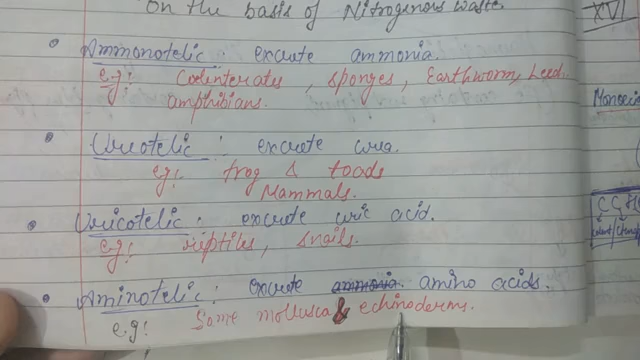 On the basis of Nitrogenous waste
• Ammonotelic: excrete ammonia.
e.g! Coelenterates, Sponges, Earthworm, Leech
amphibians.
• Ureotelic: excrete urea.
eg! frog & toads
Mammals.
• Uricotelic: excrete uric acid.
e.g! reptiles, snails.
• Aminotelic: excrete ammonia. amino acids.
e.g! Some mollusca & echinoderms.
XVI